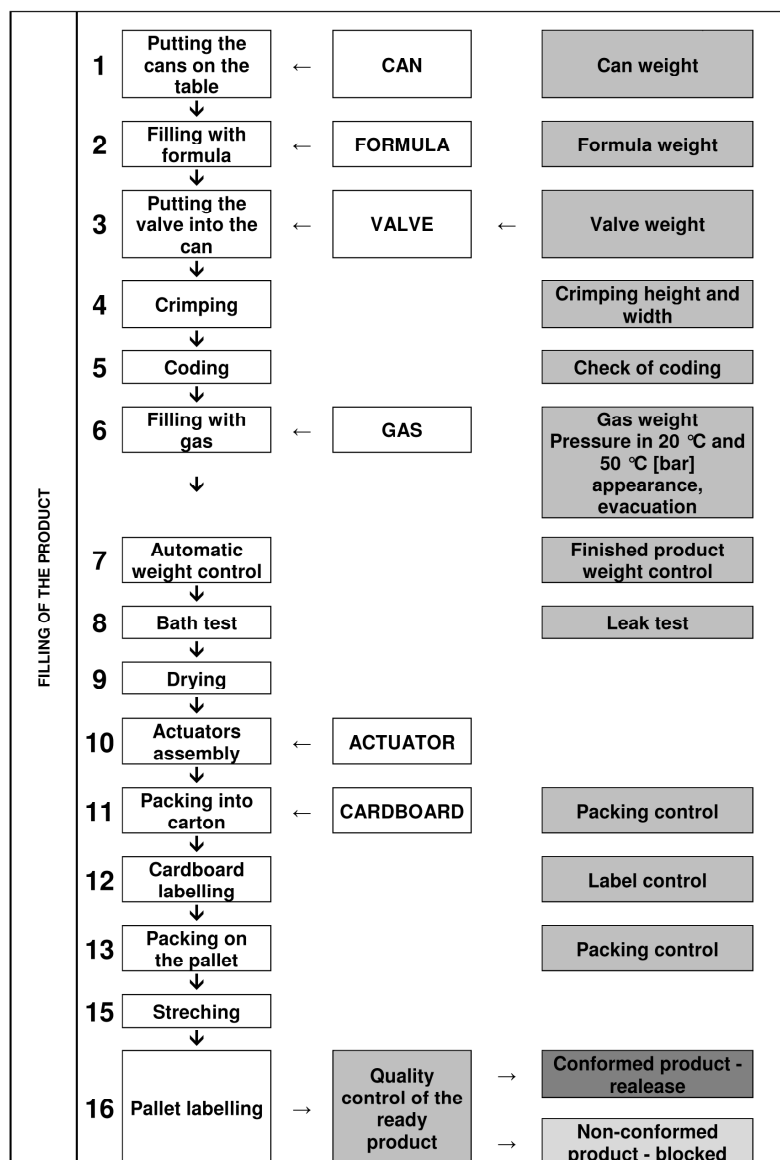 FILLING OF THE PRODUCT
1
Putting the
cans on the
table
←
CAN
Can weight
↓
2
Filling with
formula
←
FORMULA
Formula weight
↓
3
Putting the
valve into the
can
←
VALVE
←
Valve weight
↓
4
Crimping
Crimping height and
width
↓
5
Coding
Check of coding
↓
6
Filling with
gas
←
GAS
Gas weight
Pressure in 20 °C and
50 °C [bar]
appearance,
evacuation
↓
7
Automatic
weight control
Finished product
weight control
↓
8
Bath test
Leak test
↓
9
Drying
↓
10
Actuators
assembly
←
ACTUATOR
↓
11
Packing into
carton
←
CARDBOARD
Packing control
↓
12
Cardboard
labelling
Label control
↓
13
Packing on
the pallet
Packing control
↓
15
Streching
↓
16
Pallet labelling
→
Quality
control of the
ready
product
→
Conformed product -
realease
→
Non-conformed
product - blocked